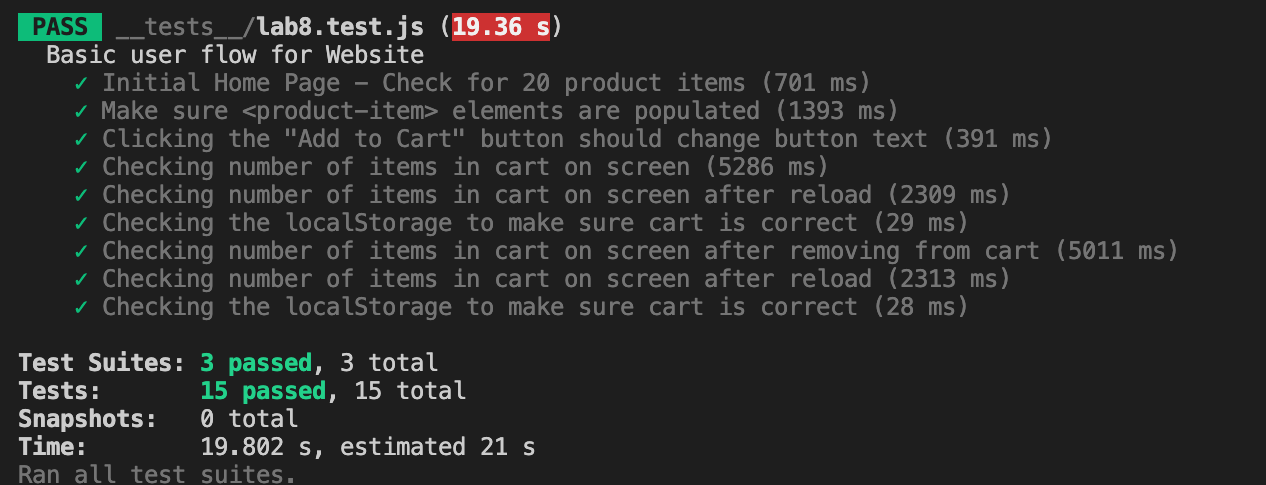 PASS __tests__/lab8.test.js (19.36 s)
Basic user flow for Website
✓ Initial Home Page – Check for 20 product items (701 ms)
✓ Make sure <product-item> elements are populated (1393 ms)
✓ Clicking the "Add to Cart" button should change button text (391 ms)
✓ Checking number of items in cart on screen (5286 ms)
✓ Checking number of items in cart on screen after reload (2309 ms)
✓ Checking the localStorage to make sure cart is correct (29 ms)
✓ Checking number of items in cart on screen after removing from cart (5011 ms)
✓ Checking number of items in cart on screen after reload (2313 ms)
✓ Checking the localStorage to make sure cart is correct (28 ms)
Test Suites: 3 passed, 3 total
Tests: 15 passed, 15 total
Snapshots: 0 total
Time: 19.802 s, estimated 21 s
Ran all test suites.